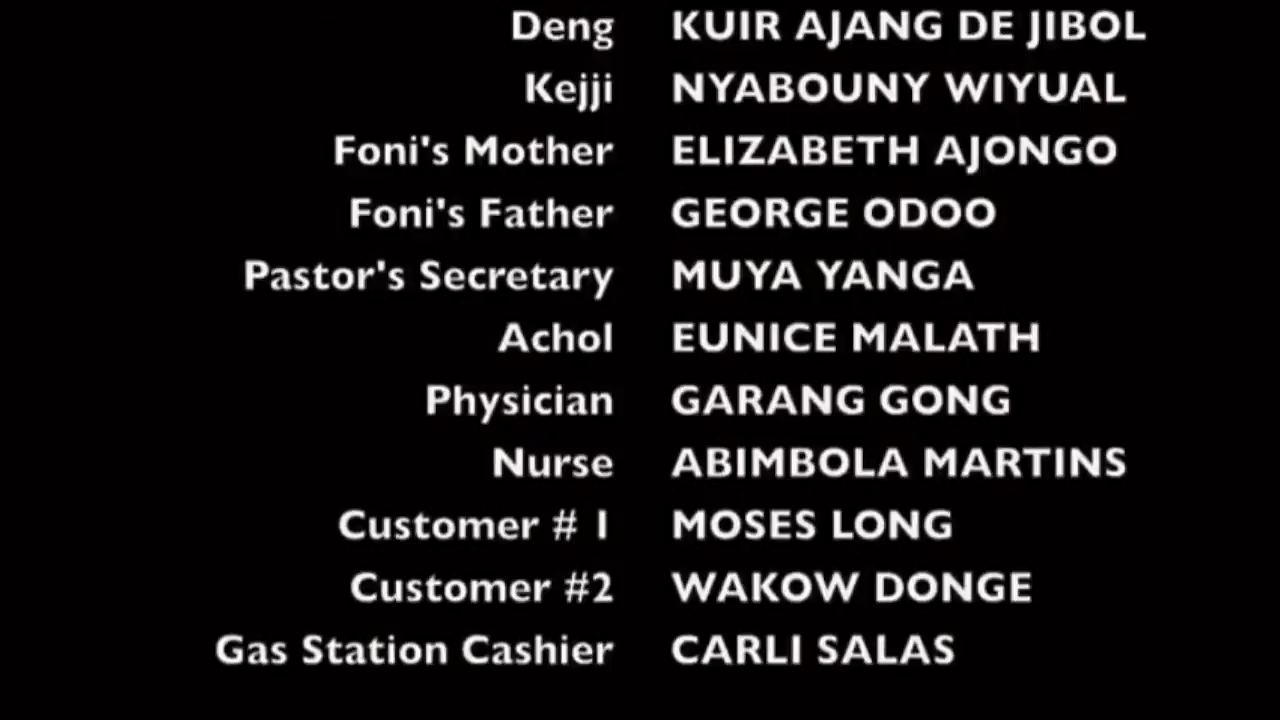 Deng KUIR AJANG DE JIBOL
Kejji NYABOUNY WIYUAL
Foni's Mother ELIZABETH AJONGO
Foni's Father GEORGE ODOO
Pastor's Secretary MUYA YANGA
Achol EUNICE MALATH
Physician GARANG GONG
Nurse ABIMBOLA MARTINS
Customer # 1 MOSES LONG
Customer #2 WAKOW DONGE
Gas Station Cashier CARLI SALAS